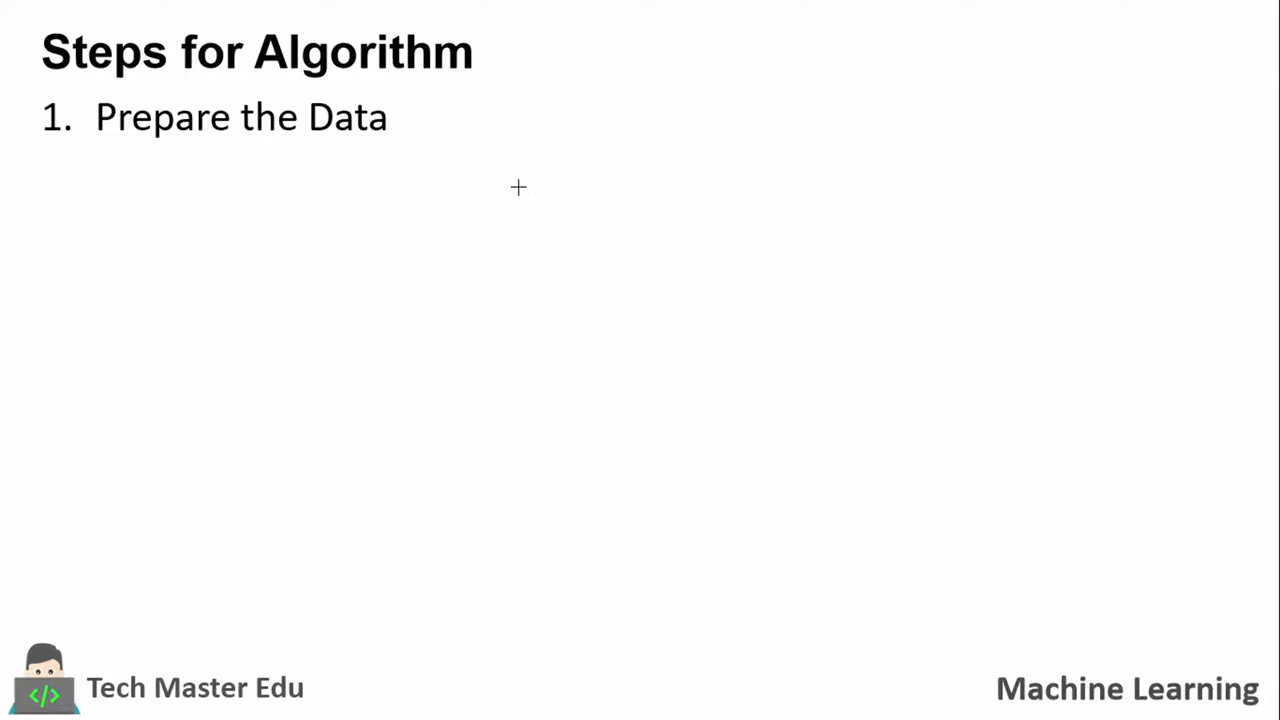 Steps for Algorithm
1. Prepare the Data
</> Tech Master Edu
Machine Learning